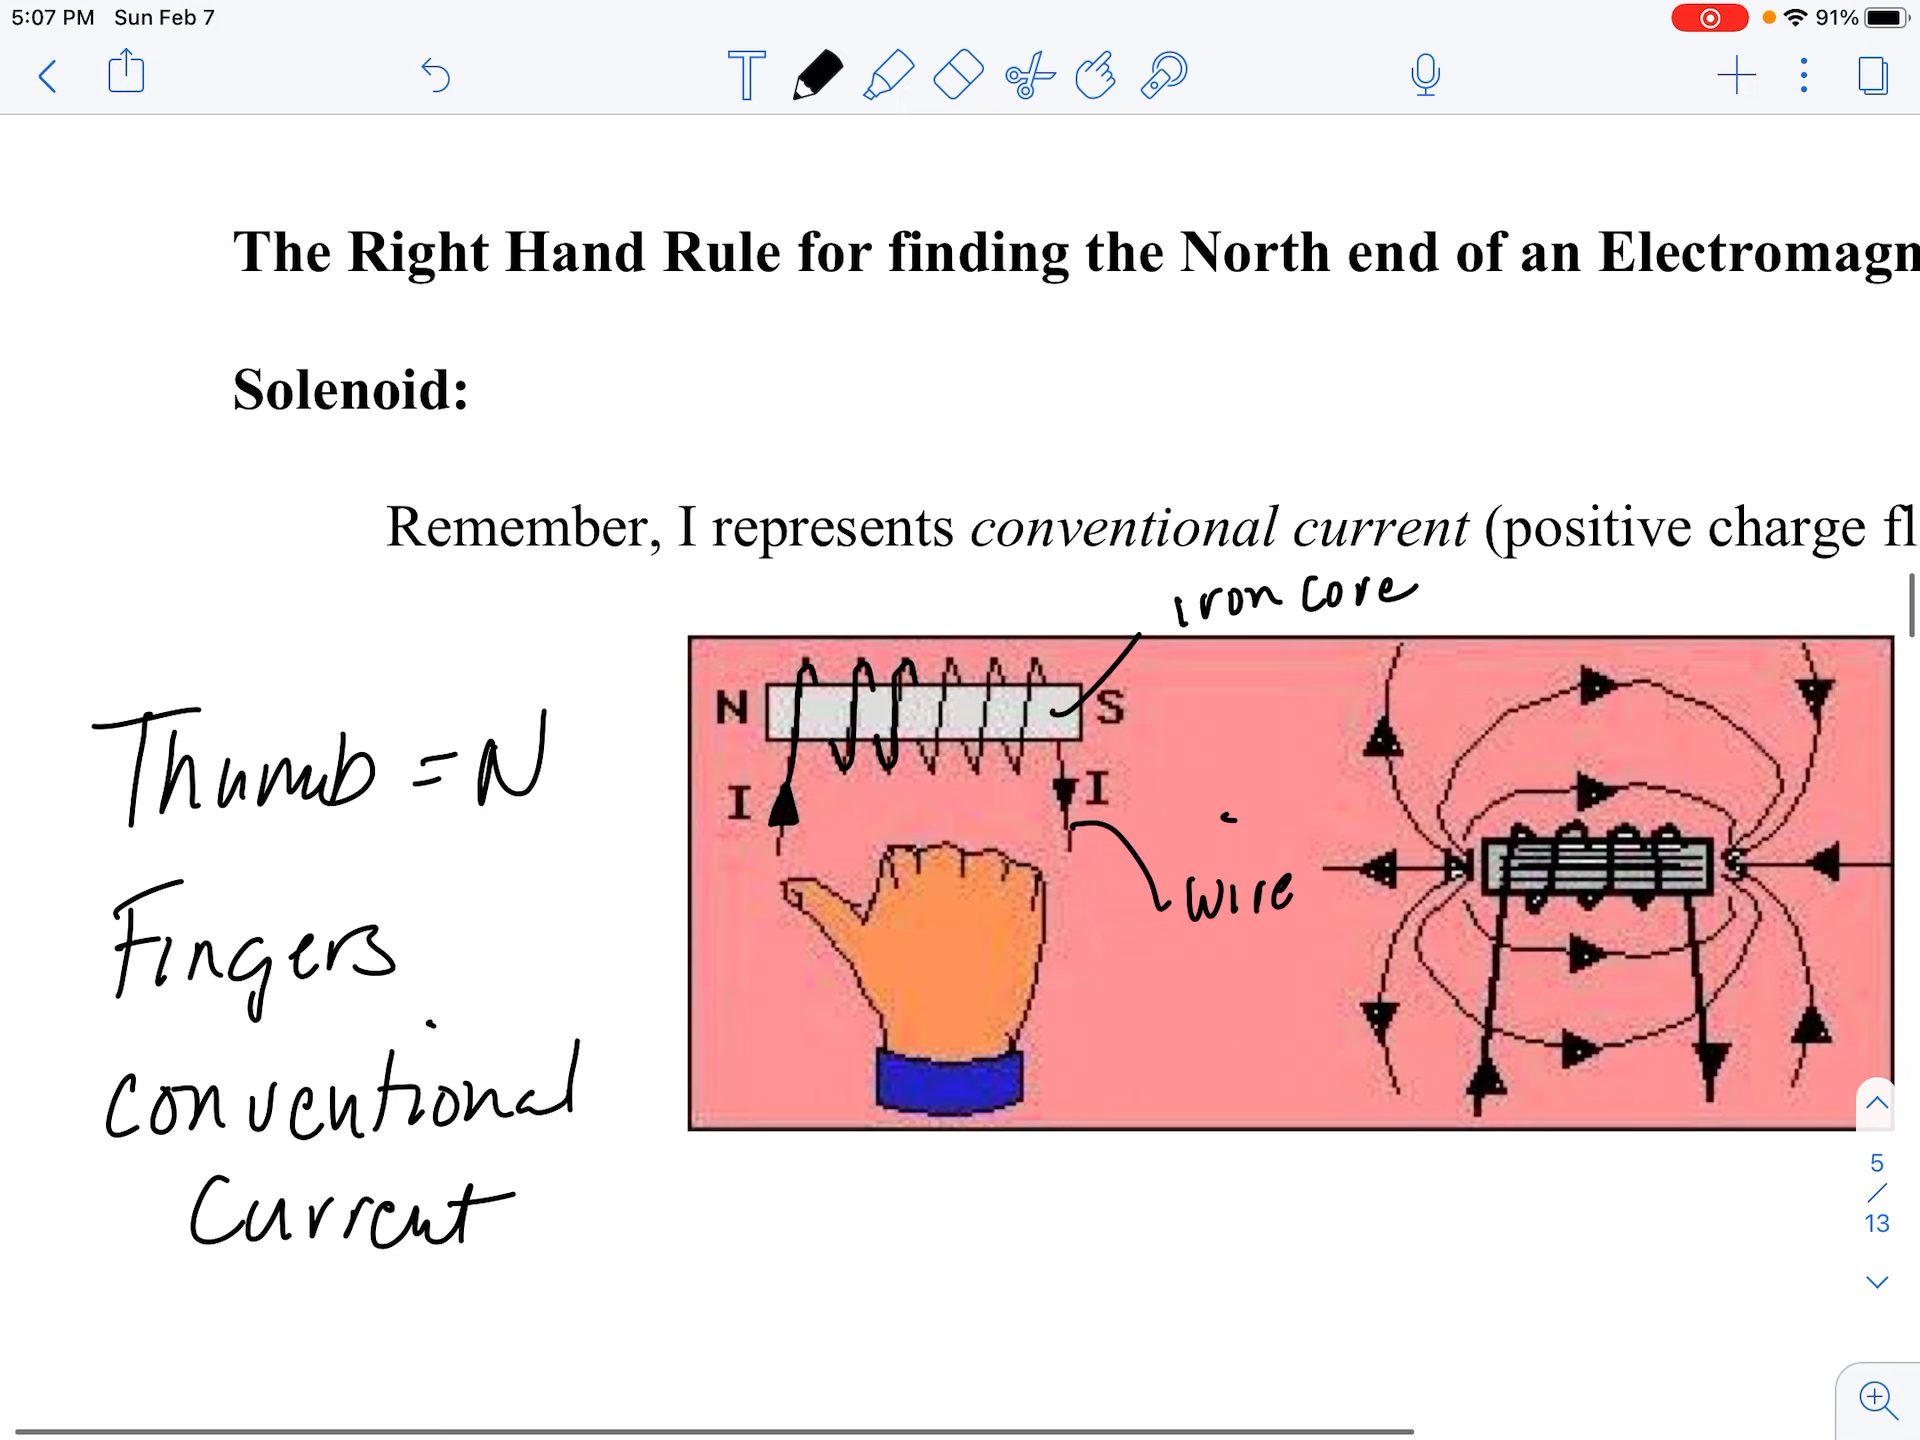 5:07 PM Sun Feb 7
91%
T
The Right Hand Rule for finding the North end of an Electromagn
Solenoid:
Remember, I represents conventional current (positive charge fl
iron core
N
S
I
I
wire
Thumb = N
Fingers
conventional
Current
5
/
13